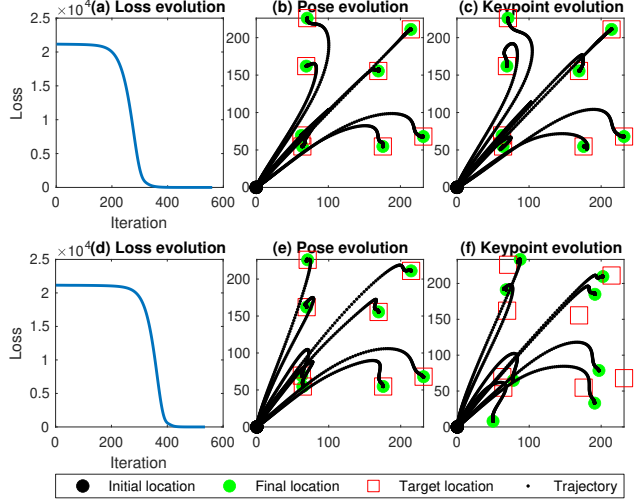 (a) Loss evolution
(b) Pose evolution
(c) Keypoint evolution
×10^4
2.5
2
1.5
1
0.5
0
Loss
0 200 400 600
Iteration
200
150
100
50
0
0 100 200
200
150
100
50
0
0 100 200
(d) Loss evolution
(e) Pose evolution
(f) Keypoint evolution
×10^4
2.5
2
1.5
1
0.5
0
Loss
0 200 400 600
Iteration
200
150
100
50
0
0 100 200
200
150
100
50
0
0 100 200
Initial location Final location Target location Trajectory